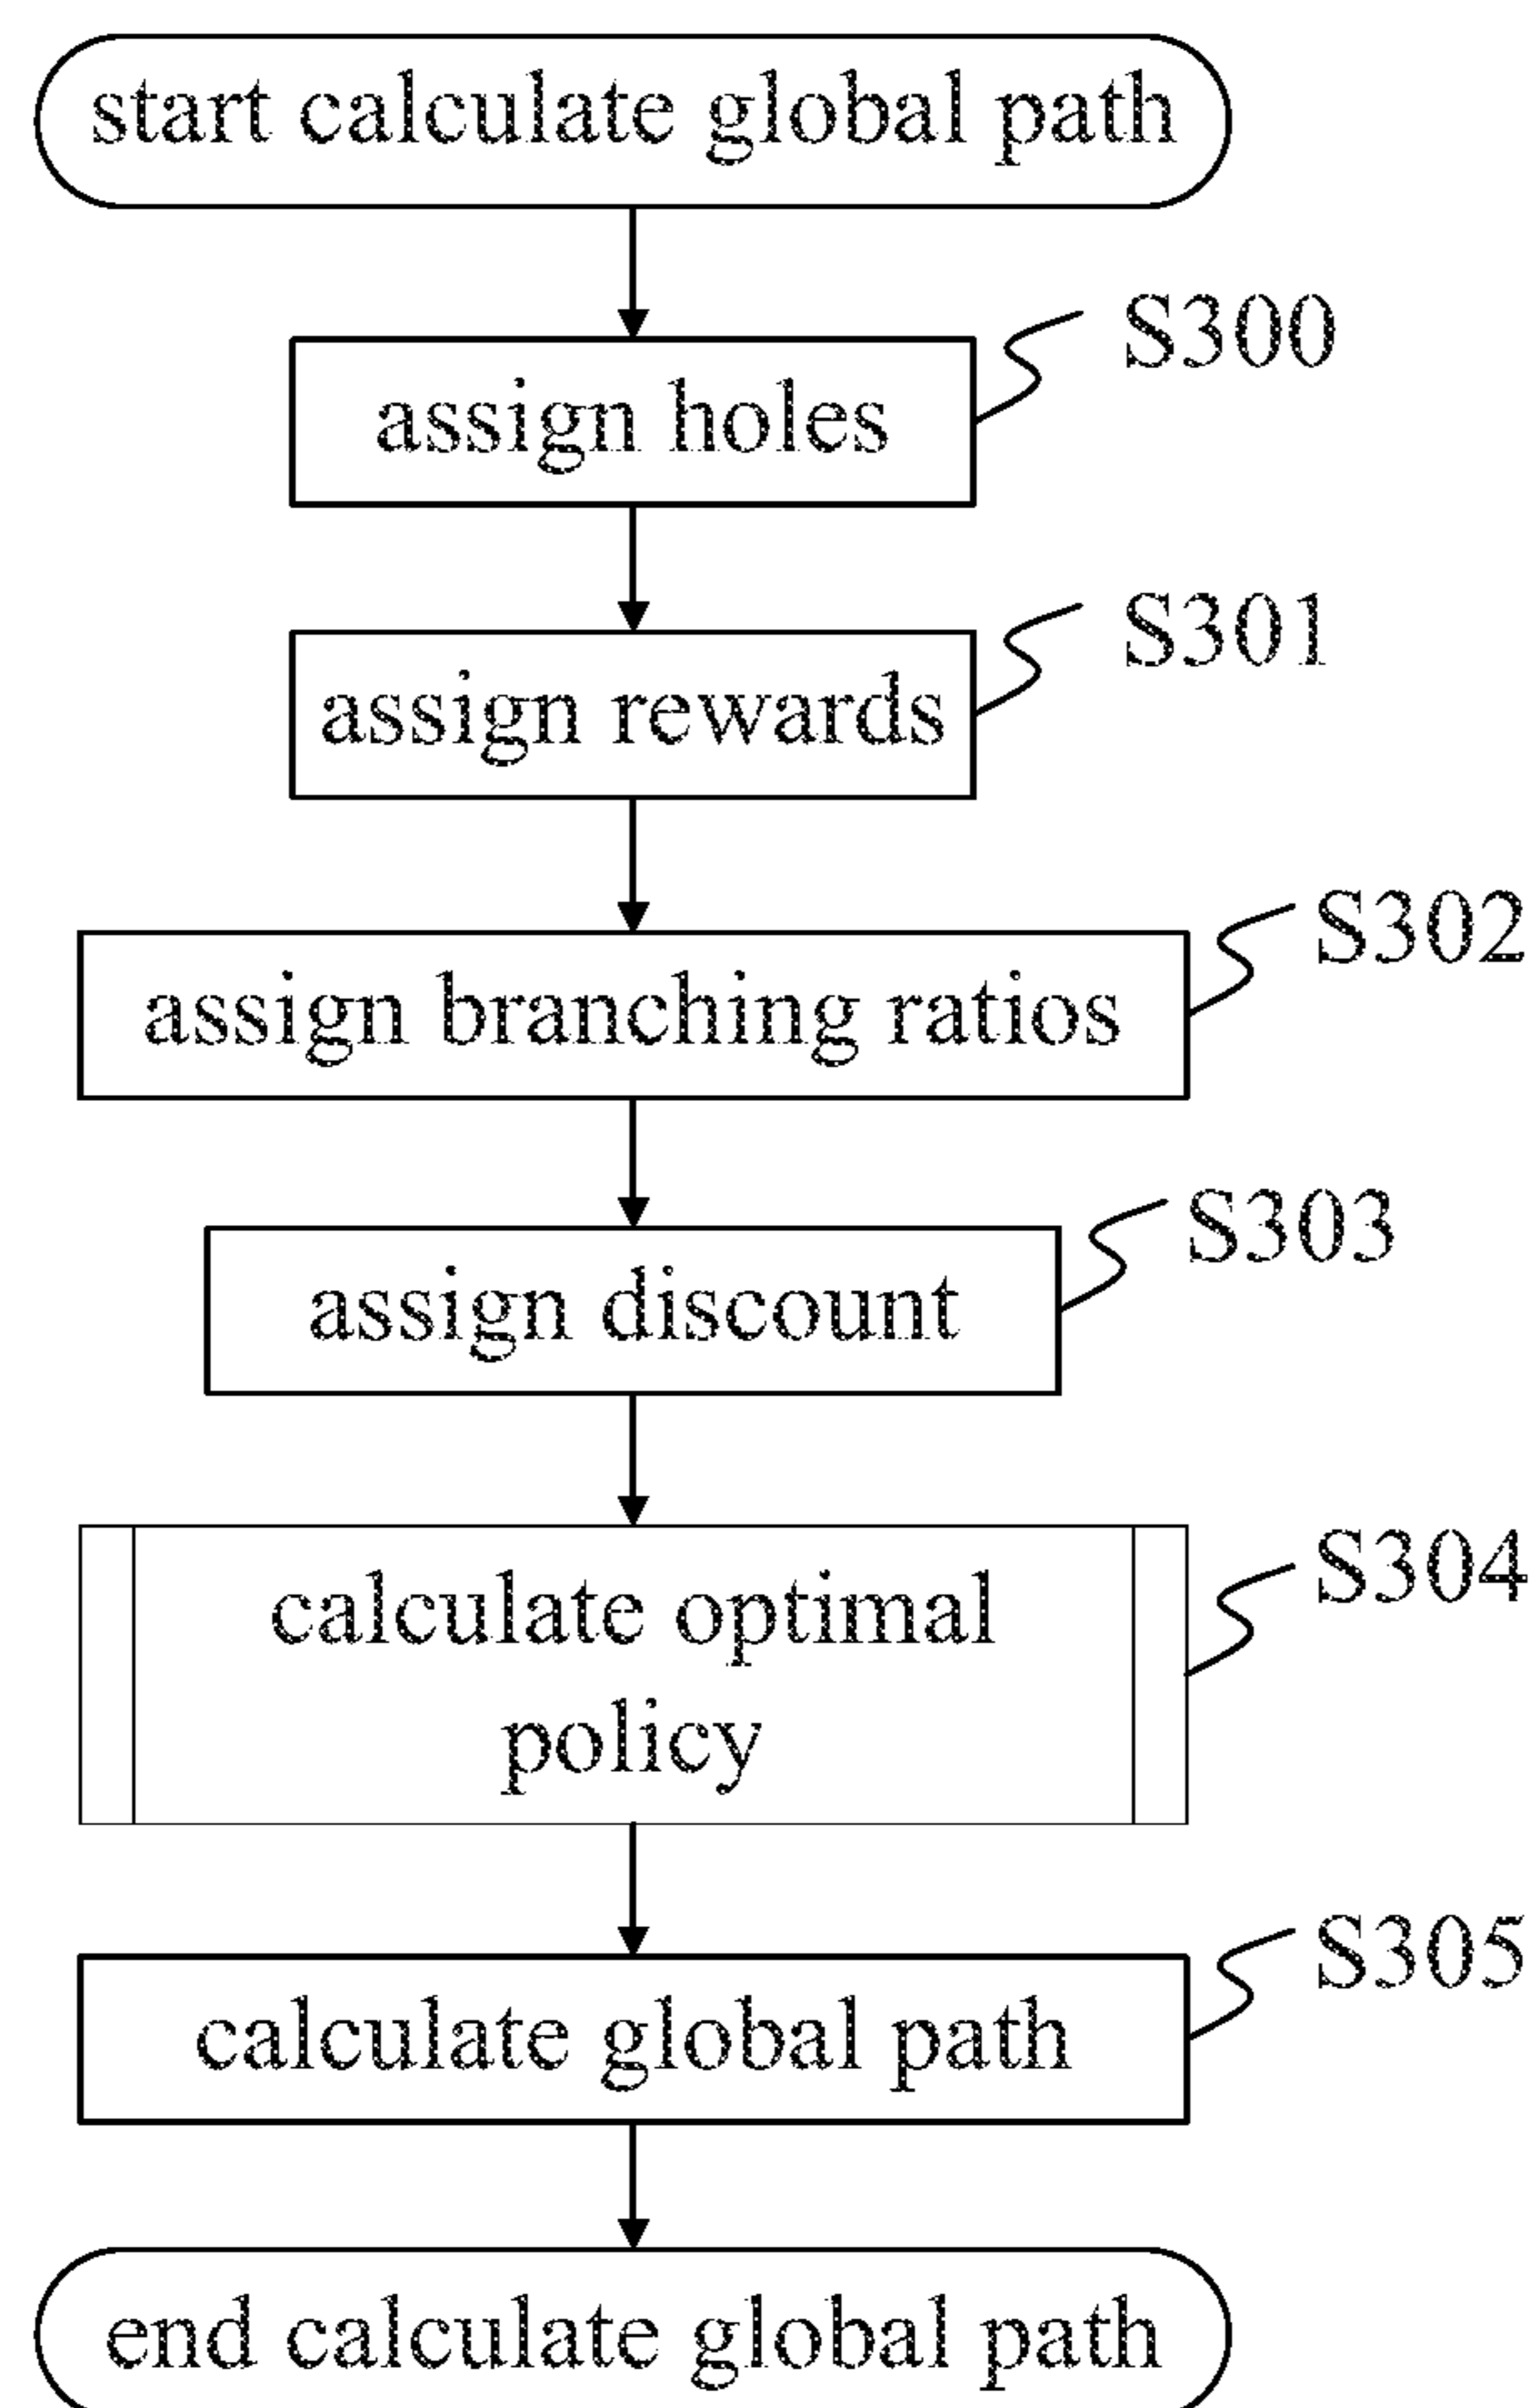 start calculate global path
S300
assign holes
S301
assign rewards
S302
assign branching ratios
S303
assign discount
S304
calculate optimal
policy
S305
calculate global path
end calculate global path